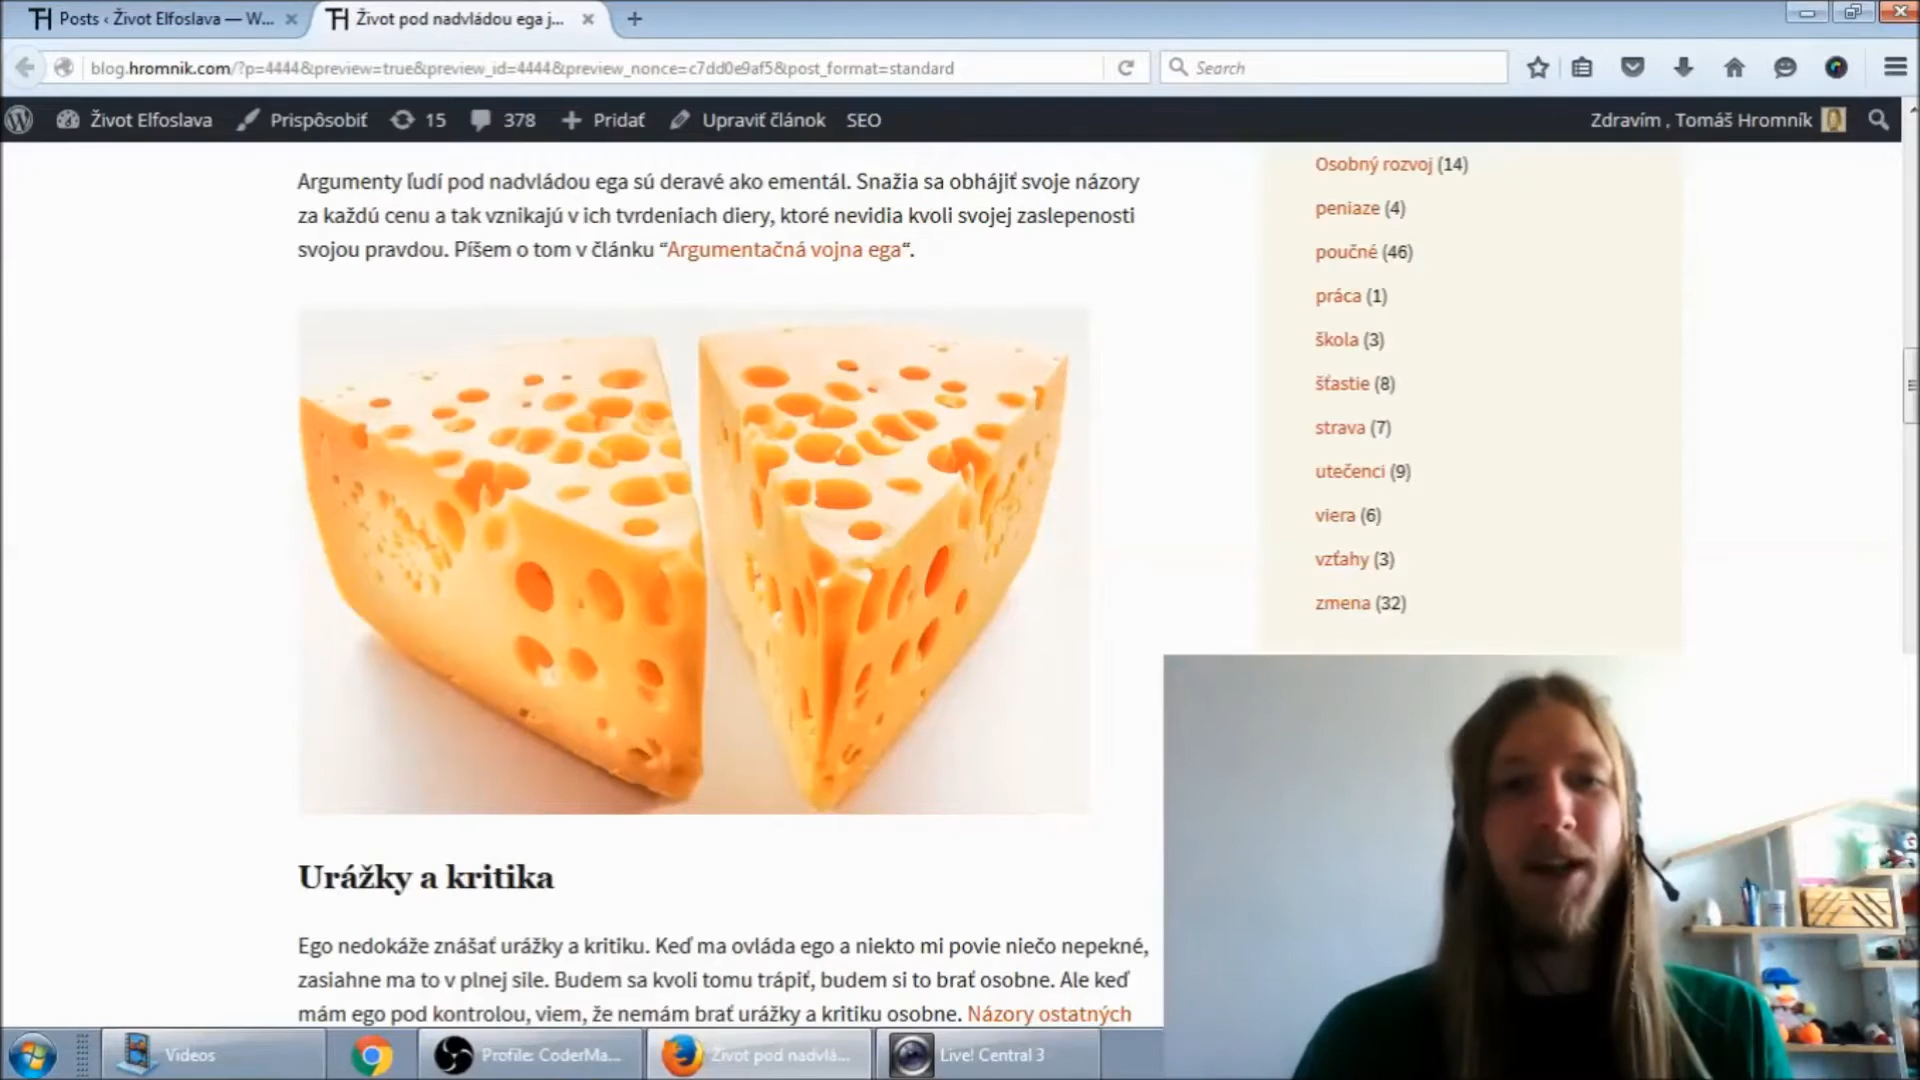 Posts ‹ Život Elfoslava — W...
Život pod nadvládou ega j...
blog.hromnik.com/?p=4444&preview=true&preview_id=4444&preview_nonce=c7dd0e9af5&post_format=standard
Search
Život Elfoslava
Prispôsobiť
15
378
Pridať
Upraviť článok
SEO
Zdravím , Tomáš Hromník
Argumenty ľudí pod nadvládou ega sú deravé ako ementál. Snažia sa obhájiť svoje názory
za každú cenu a tak vznikajú v ich tvrdeniach diery, ktoré nevidia kvoli svojej zaslepenosti
svojou pravdou. Píšem o tom v článku “Argumentačná vojna ega“.
Urážky a kritika
Ego nedokáže znášať urážky a kritiku. Keď ma ovláda ego a niekto mi povie niečo nepekné,
zasiahne ma to v plnej sile. Budem sa kvoli tomu trápiť, budem si to brať osobne. Ale keď
mám ego pod kontrolou, viem, že nemám brať urážky a kritiku osobne. Názory ostatných
Osobný rozvoj (14)
peniaze (4)
poučné (46)
práca (1)
škola (3)
šťastie (8)
strava (7)
utečenci (9)
viera (6)
vzťahy (3)
zmena (32)
Videos
Profile: CoderMa...
Život pod nadvlá...
Live! Central 3